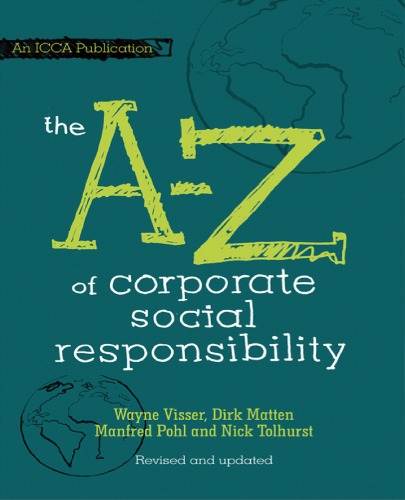 An ICCA Publication
the
A-Z
of corporate
social
responsibility
Wayne Visser, Dirk Matten
Manfred Pohl and Nick Tolhurst
Revised and updated